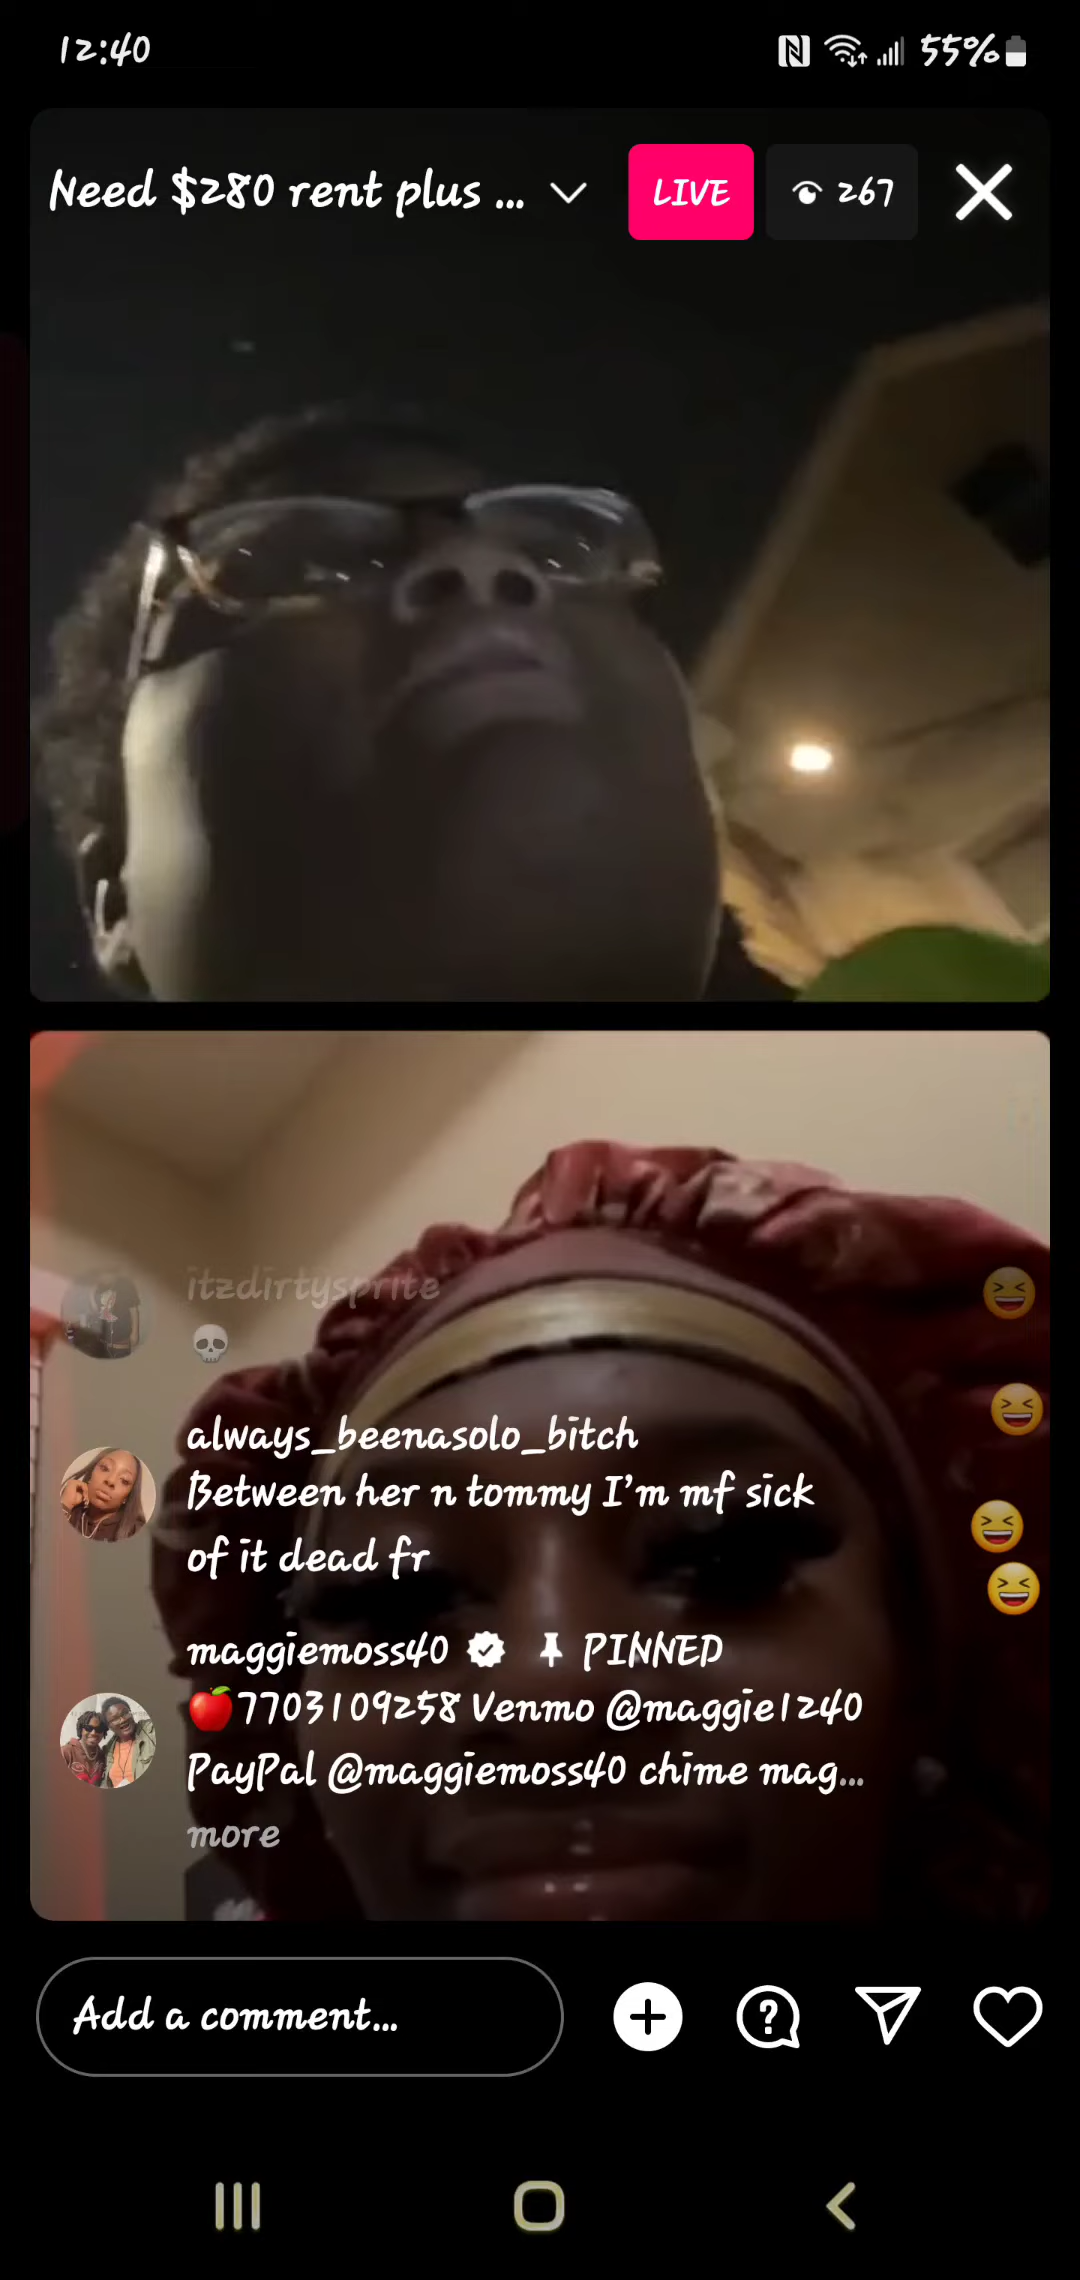 12:40
55%
Need $280 rent plus ...
LIVE
267
itzdirtysprite
💀
always_beenasolo_bitch
Between her n tommy I'm mf sick
of it dead fr
maggiemoss40 PINNED
🍎7703109258 Venmo @maggie1240
PayPal @maggiemoss40 chime mag...
more
Add a comment...